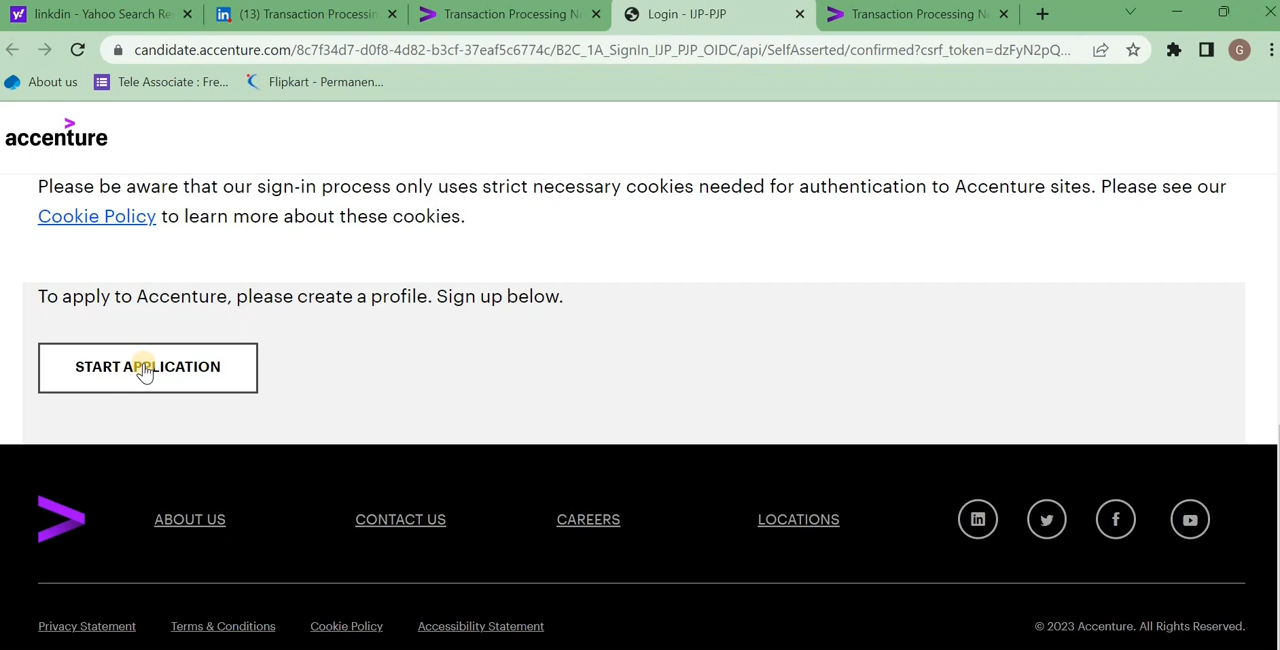 linkdin - Yahoo Search Re
(13) Transaction Processin
Transaction Processing Ne
Login - IJP-PJP
Transaction Processing N
candidate.accenture.com/8c7f34d7-d0f8-4d82-b3cf-37eaf5c6774c/B2C_1A_SignIn_IJP_PJP_OIDC/api/SelfAsserted/confirmed?csrf_token=dzFyN2pQ...
G
About us
Tele Associate : Fre...
Flipkart - Permanen...
accenture
Please be aware that our sign-in process only uses strict necessary cookies needed for authentication to Accenture sites. Please see our
Cookie Policy to learn more about these cookies.
To apply to Accenture, please create a profile. Sign up below.
START APPLICATION
ABOUT US
CONTACT US
CAREERS
LOCATIONS
Privacy Statement
Terms & Conditions
Cookie Policy
Accessibility Statement
© 2023 Accenture. All Rights Reserved.